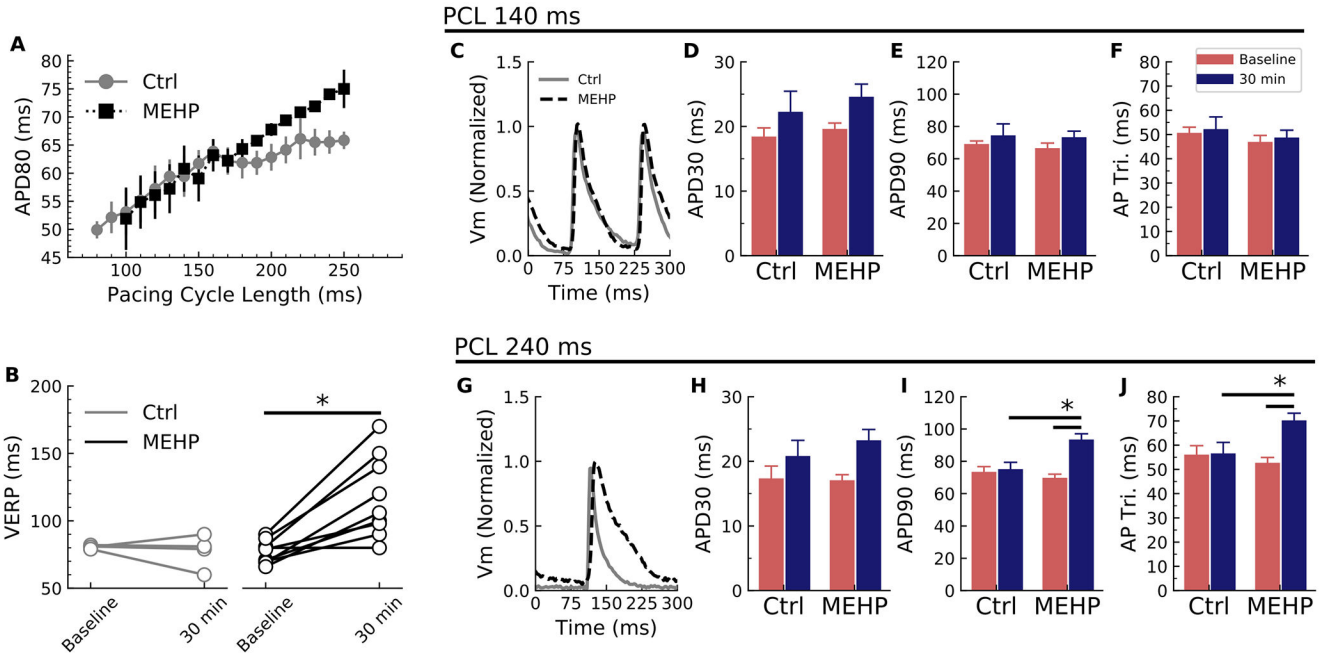 PCL 140 ms
A
APD80 (ms)
80
75
70
65
60
55
50
45
Ctrl
MEHP
100
150
200
250
Pacing Cycle Length (ms)
C
Vm (Normalized)
1.5
1.0
0.5
0.0
Ctrl
MEHP
0
75
150
225
300
Time (ms)
D
APD30 (ms)
30
20
10
0
Ctrl
MEHP
E
APD90 (ms)
120
100
80
60
40
20
0
Ctrl
MEHP
F
AP Tri. (ms)
80
70
60
50
40
30
20
10
0
Baseline
30 min
Ctrl
MEHP
B
VERP (ms)
200
150
100
50
Ctrl
MEHP
*
Baseline
30 min
Baseline
30 min
PCL 240 ms
G
Vm (Normalized)
1.5
1.0
0.5
0.0
0
75
150
225
300
Time (ms)
H
APD30 (ms)
30
20
10
0
Ctrl
MEHP
I
APD90 (ms)
120
100
80
60
40
20
0
*
Ctrl
MEHP
J
AP Tri. (ms)
80
70
60
50
40
30
20
10
0
*
Ctrl
MEHP